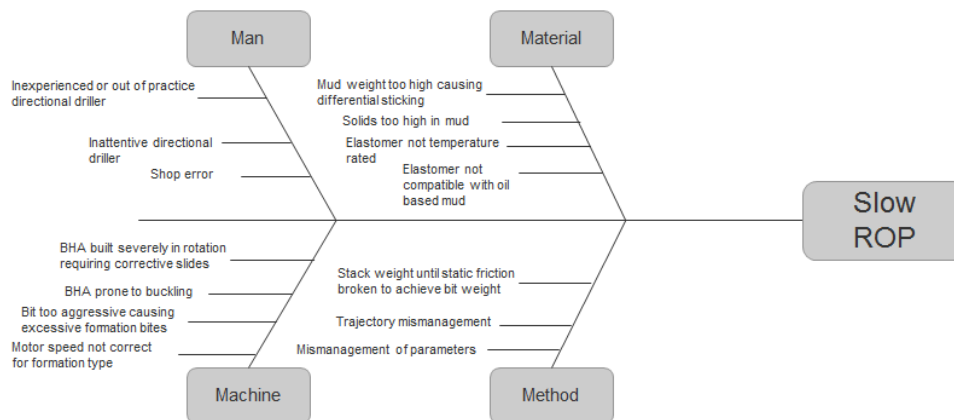 Man
Material
Inexperienced or out of practice
directional driller
Inattentive directional
driller
Shop error
Mud weight too high causing
differential sticking
Solids too high in mud
Elastomer not temperature
rated
Elastomer not
compatible with oil
based mud
Slow
ROP
BHA built severely in rotation
requiring corrective slides
BHA prone to buckling
Bit too aggressive causing
excessive formation bites
Motor speed not correct
for formation type
Stack weight until static friction
broken to achieve bit weight
Trajectory mismanagement
Mismanagement of parameters
Machine
Method